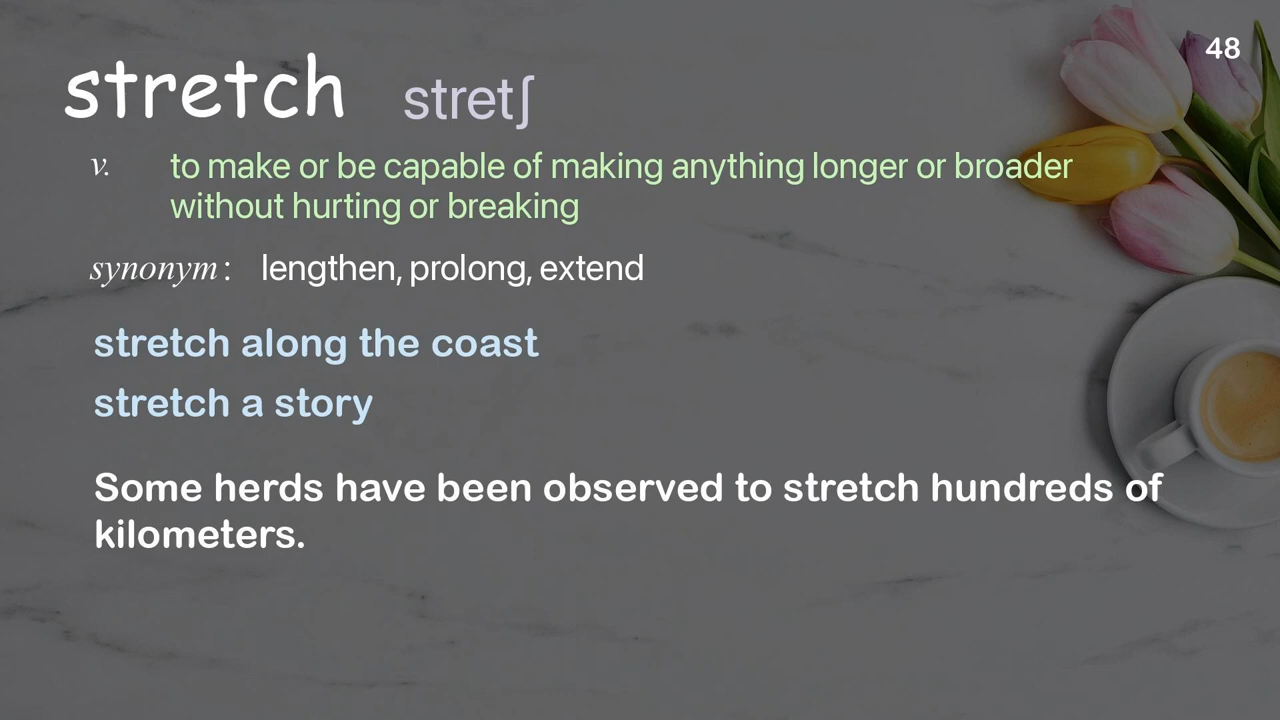 48
stretch stretʃ
v. to make or be capable of making anything longer or broader
without hurting or breaking
synonym: lengthen, prolong, extend
stretch along the coast
stretch a story
Some herds have been observed to stretch hundreds of
kilometers.